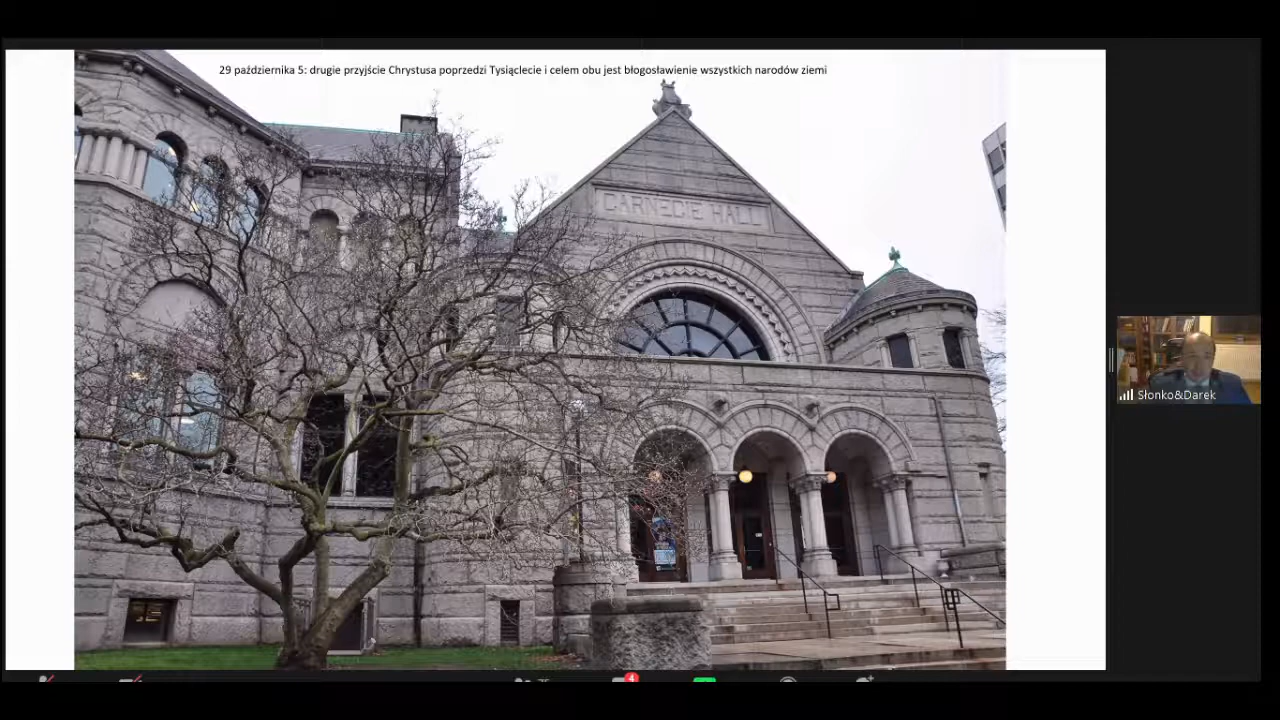 29 października 5: drugie przyjście Chrystusa poprzedzi Tysiąclecie i celem obu jest błogosławienie wszystkich narodów ziemi
CARNEGIE HALL
Słonko&Darek
4